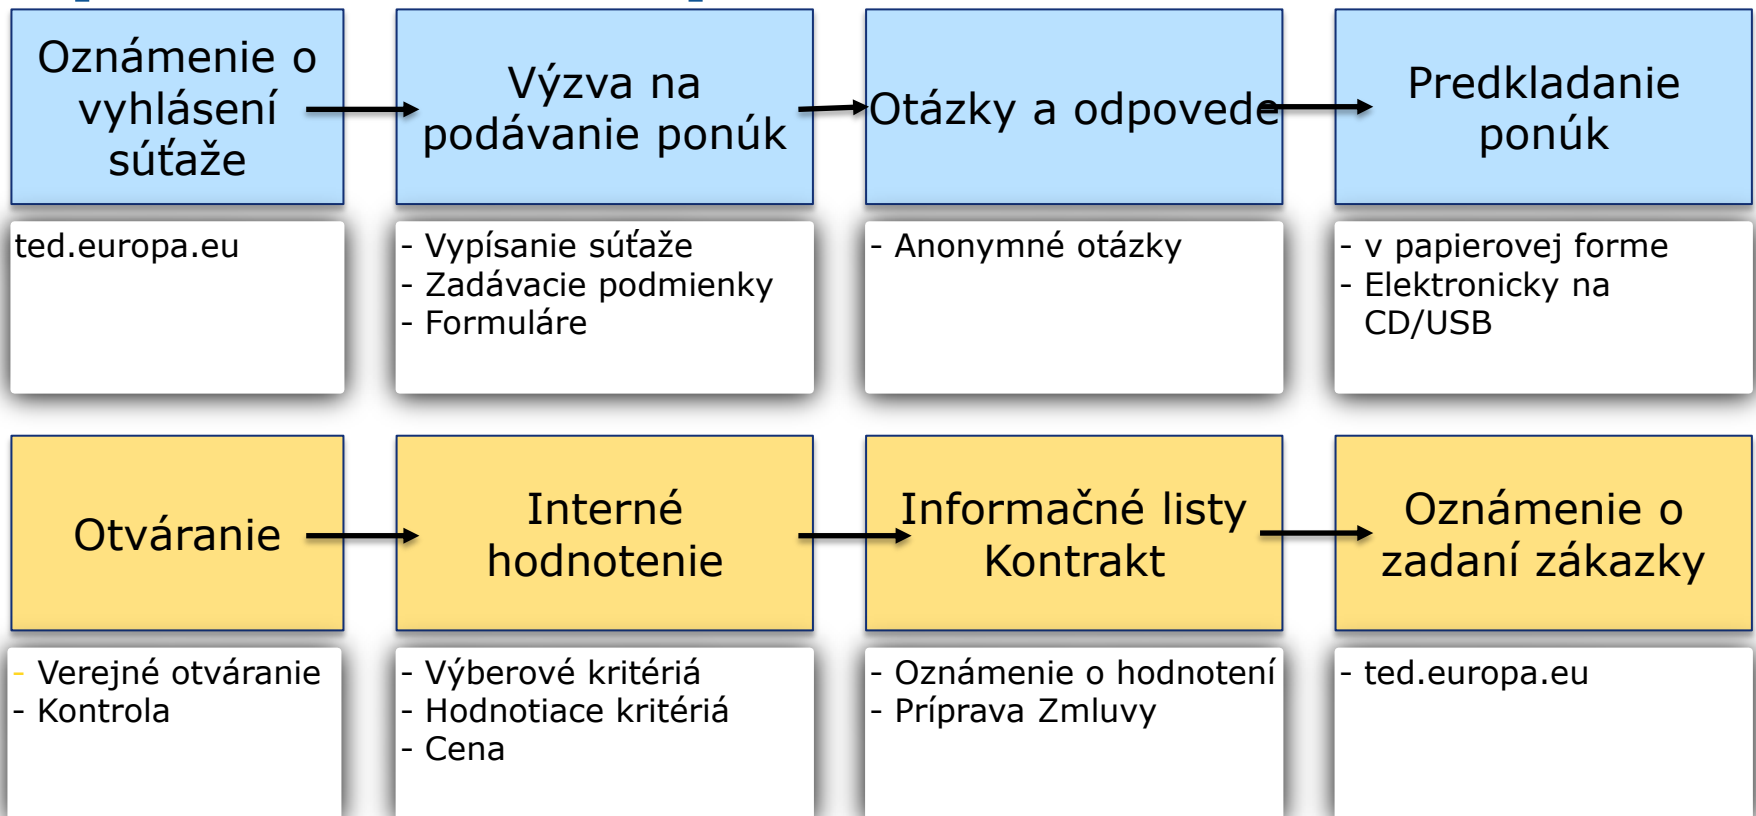 Oznámenie o
vyhlásení
súťaže
Výzva na
podávanie ponúk
Otázky a odpovede
Predkladanie
ponúk
ted.europa.eu
- Vypísanie súťaže
- Zadávacie podmienky
- Formuláre
- Anonymné otázky
- v papierovej forme
- Elektronicky na
CD/USB
Otváranie
Interné
hodnotenie
Informačné listy
Kontrakt
Oznámenie o
zadaní zákazky
- Verejné otváranie
- Kontrola
- Výberové kritériá
- Hodnotiace kritériá
- Cena
- Oznámenie o hodnotení
- Príprava Zmluvy
- ted.europa.eu